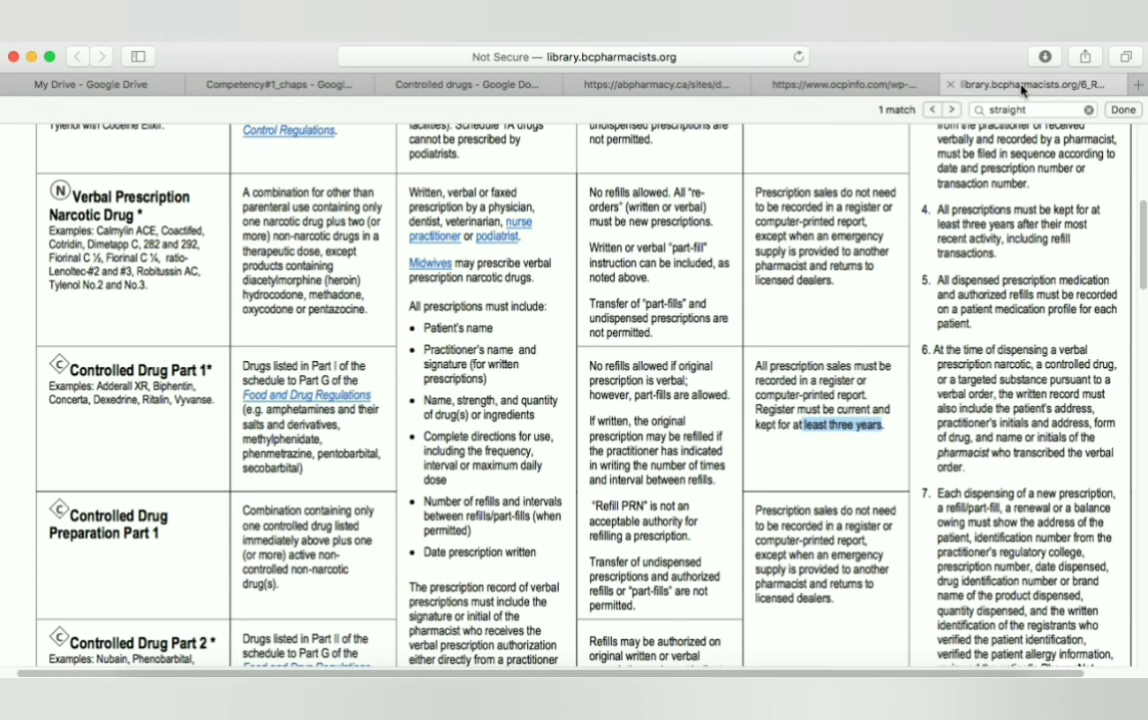 Not Secure — library.bcpharmacists.org
My Drive - Google Drive
Competency#1_chaps - Googl...
Controlled drugs - Google Do...
https://abpharmacy.ca/sites/d...
https://www.ocpinfo.com/wp-...
library.bcpharmacists.org/6_R...
1 match
straight
Done
Tylenol with Codeine Elixir.
Control Regulations.
facilities). Schedule 1A drugs
cannot be prescribed by
podiatrists.
undispensed prescriptions are
not permitted.
N Verbal Prescription
Narcotic Drug *
Examples: Calmylin ACE, Coactifed,
Cotridin, Dimetapp C, 282 and 292,
Fiorinal C ½, Fiorinal C ¼, ratio-
Lenoltec-#2 and #3, Robitussin AC,
Tylenol No.2 and No.3.
A combination for other than
parenteral use containing only
one narcotic drug plus two (or
more) non-narcotic drugs in a
therapeutic dose, except
products containing
diacetylmorphine (heroin)
hydrocodone, methadone,
oxycodone or pentazocine.
Written, verbal or faxed
prescription by a physician,
dentist, veterinarian, nurse
practitioner or podiatrist.
Midwives may prescribe verbal
prescription narcotic drugs.
All prescriptions must include:
• Patient's name
• Practitioner's name and
signature (for written
prescriptions)
• Name, strength, and quantity
of drug(s) or ingredients
• Complete directions for use,
including the frequency,
interval or maximum daily
dose
• Number of refills and intervals
between refills/part-fills (when
permitted)
• Date prescription written
The prescription record of verbal
prescriptions must include the
signature or initial of the
pharmacist who receives the
verbal prescription authorization
either directly from a practitioner
No refills allowed. All "re-
orders" (written or verbal)
must be new prescriptions.
Written or verbal "part-fill"
instruction can be included, as
noted above.
Transfer of "part-fills" and
undispensed prescriptions are
not permitted.
Prescription sales do not need
to be recorded in a register or
computer-printed report,
except when an emergency
supply is provided to another
pharmacist and returns to
licensed dealers.
C Controlled Drug Part 1*
Examples: Adderall XR, Biphentin,
Concerta, Dexedrine, Ritalin, Vyvanse.
Drugs listed in Part I of the
schedule to Part G of the
Food and Drug Regulations
(e.g. amphetamines and their
salts and derivatives,
methylphenidate,
phenmetrazine, pentobarbital,
secobarbital)
No refills allowed if original
prescription is verbal;
however, part-fills are allowed.
If written, the original
prescription may be refilled if
the practitioner has indicated
in writing the number of times
and interval between refills.
"Refill PRN" is not an
acceptable authority for
refilling a prescription.
Transfer of undispensed
prescriptions and authorized
refills or "part-fills" are not
permitted.
All prescription sales must be
recorded in a register or
computer-printed report.
Register must be current and
kept for at least three years.
C Controlled Drug
Preparation Part 1
Combination containing only
one controlled drug listed
immediately above plus one
(or more) active non-
controlled non-narcotic
drug(s).
Prescription sales do not need
to be recorded in a register or
computer-printed report,
except when an emergency
supply is provided to another
pharmacist and returns to
licensed dealers.
C Controlled Drug Part 2 *
Examples: Nubain, Phenobarbital,
Drugs listed in Part II of the
schedule to Part G of the
Food and Drug Regulations
Refills may be authorized on
original written or verbal
from the practitioner or received
verbally and recorded by a pharmacist,
must be filed in sequence according to
date and prescription number or
transaction number.
4. All prescriptions must be kept for at
least three years after their most
recent activity, including refill
transactions.
5. All dispensed prescription medication
and authorized refills must be recorded
on a patient medication profile for each
patient.
6. At the time of dispensing a verbal
prescription narcotic, a controlled drug,
or a targeted substance pursuant to a
verbal order, the written record must
also include the patient's address,
practitioner's initials and address, form
of drug, and name or initials of the
pharmacist who transcribed the verbal
order.
7. Each dispensing of a new prescription,
a refill/part-fill, a renewal or a balance
owing must show the address of the
patient, identification number from the
practitioner's regulatory college,
prescription number, date dispensed,
drug identification number or brand
name of the product dispensed,
quantity dispensed, and the written
identification of the registrants who
verified the patient identification,
verified the patient allergy information,